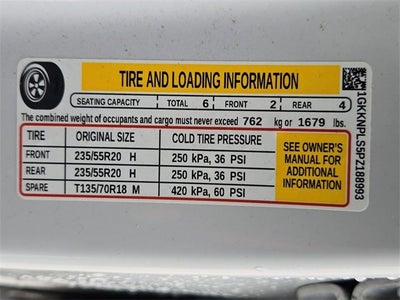 TIRE AND LOADING INFORMATION
SEATING CAPACITY TOTAL 6 FRONT 2 REAR 4
The combined weight of occupants and cargo must never exceed 762 kg or 1679 lbs.
TIRE ORIGINAL SIZE COLD TIRE PRESSURE
FRONT 235/55R20 H 250 kPa, 36 PSI
REAR 235/55R20 H 250 kPa, 36 PSI
SPARE T135/70R18 M 420 kPa, 60 PSI
SEE OWNER'S
MANUAL FOR
ADDITIONAL
INFORMATION
1GKKNPLS5PZ188993